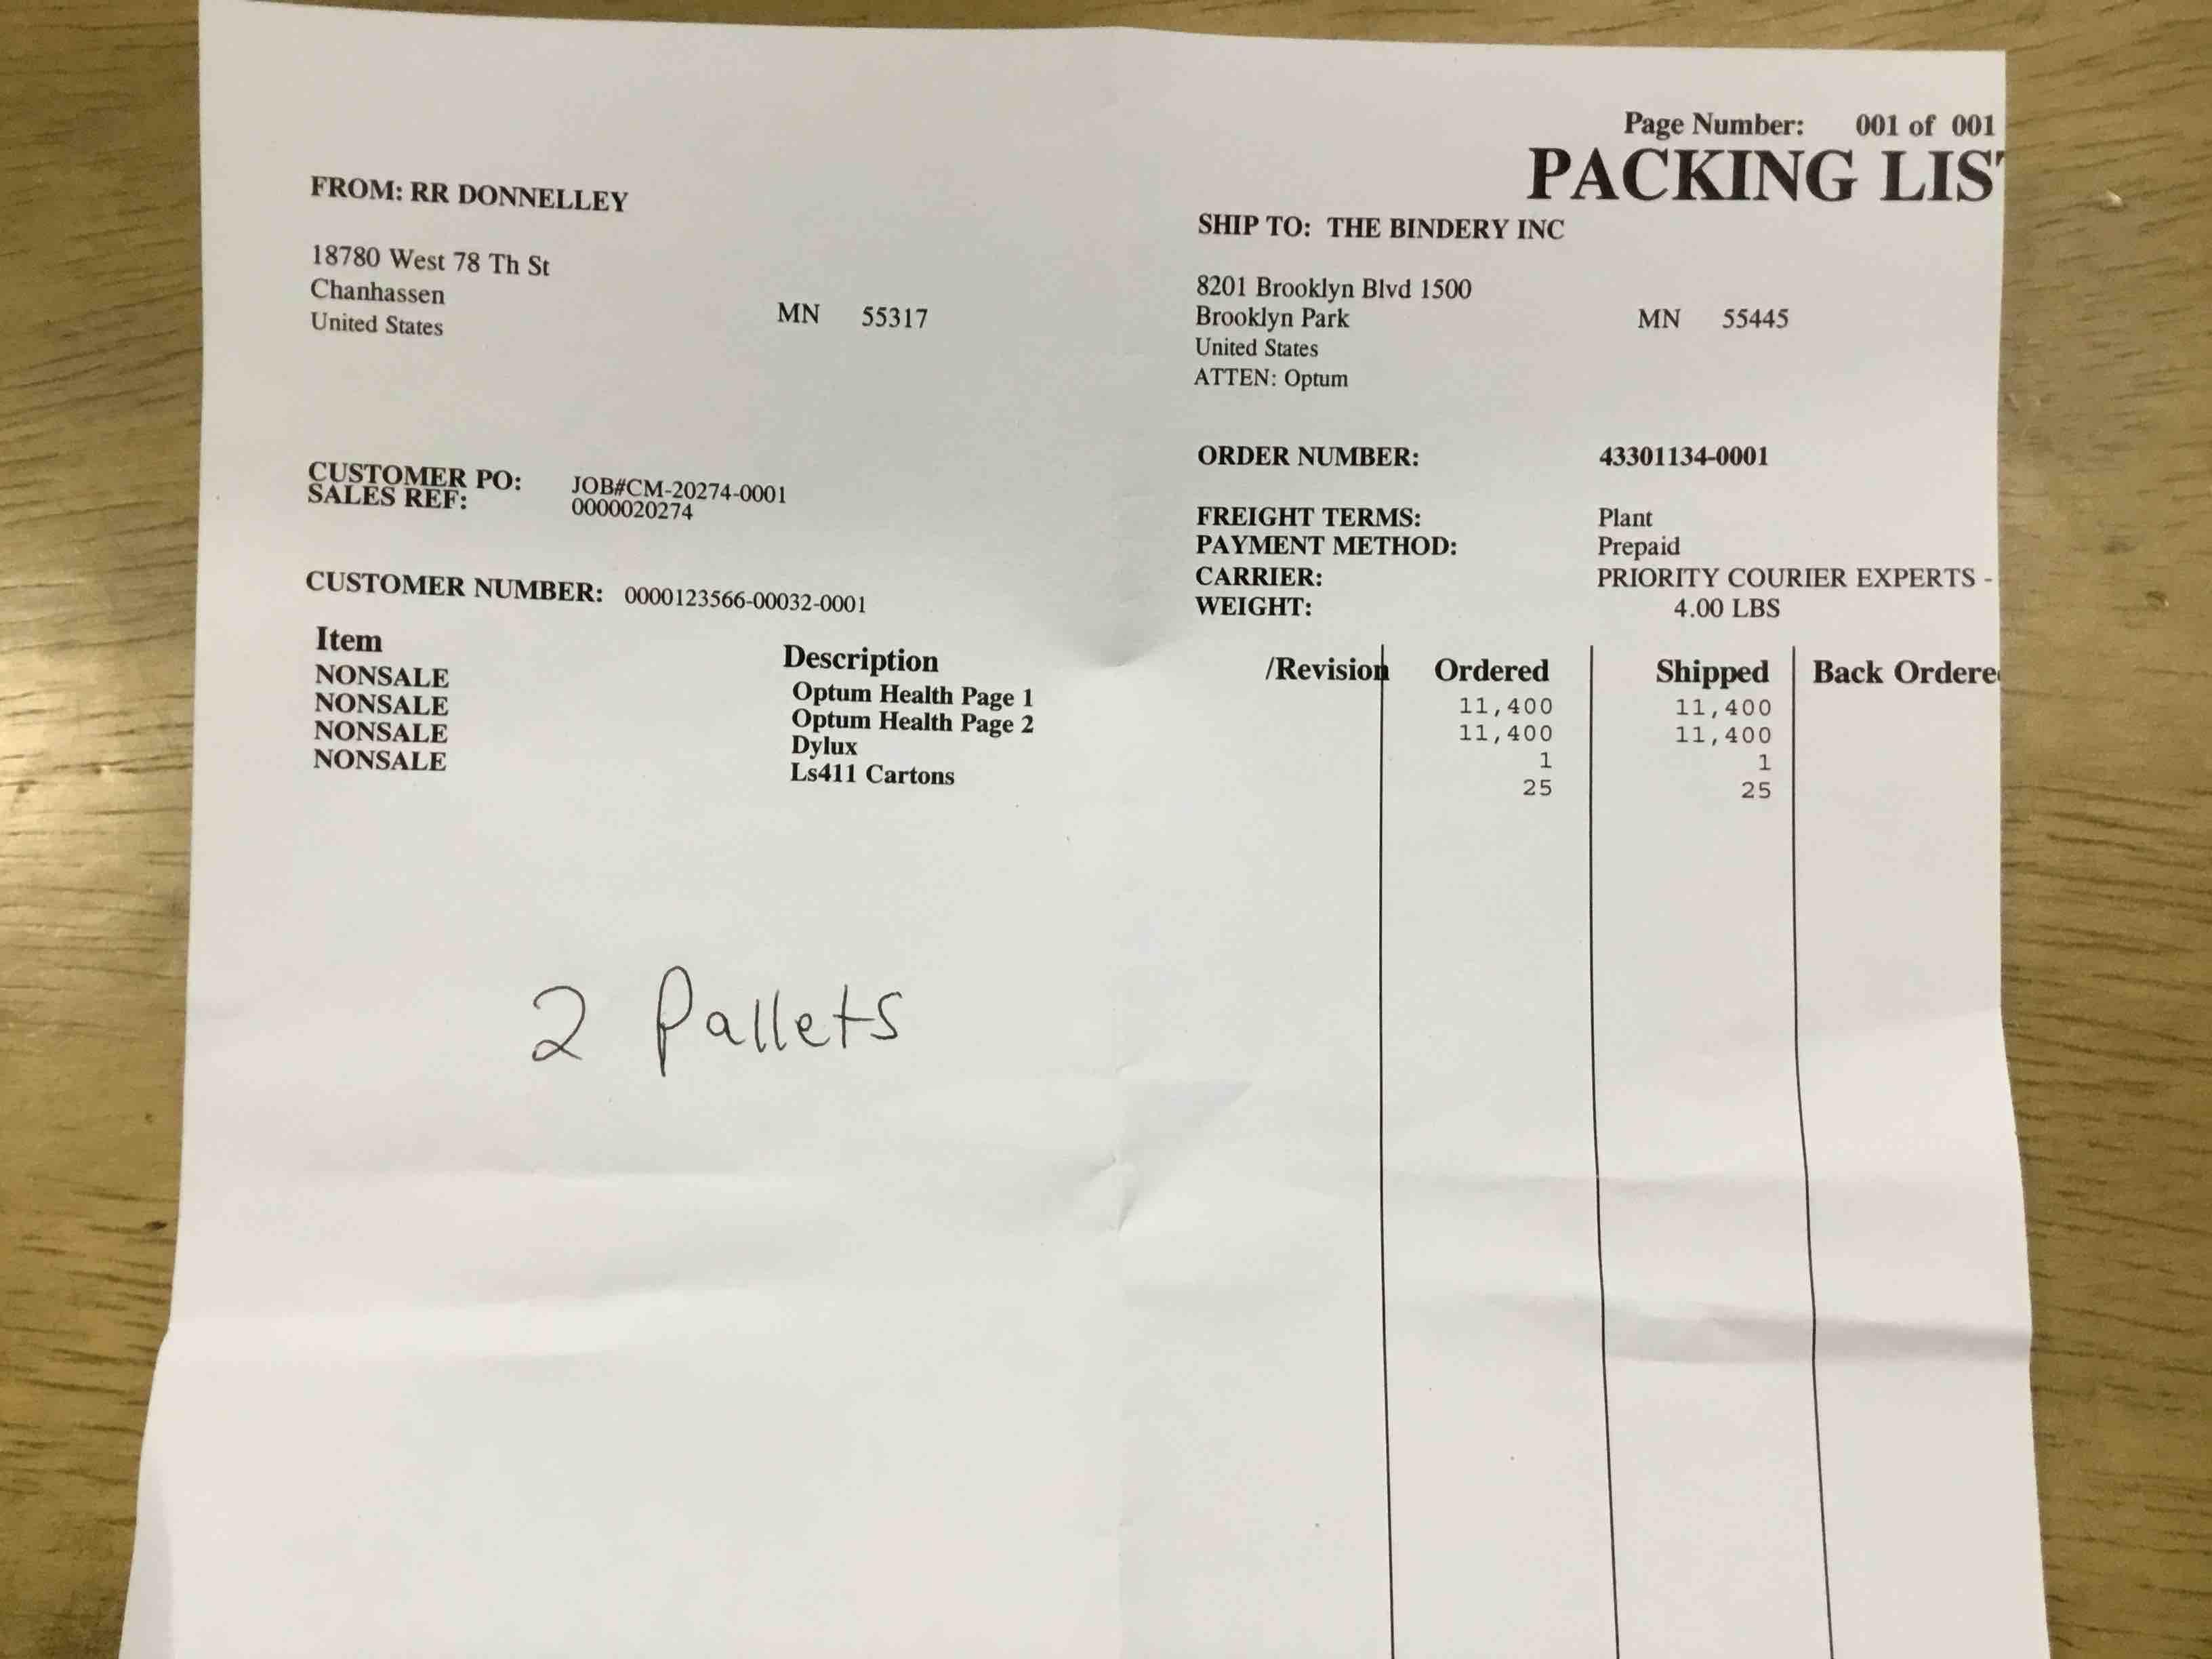 Page Number: 001 of 001
PACKING LIS
FROM: RR DONNELLEY
18780 West 78 Th St
Chanhassen
United States
MN 55317
SHIP TO: THE BINDERY INC
8201 Brooklyn Blvd 1500
Brooklyn Park
MN 55445
United States
ATTEN: Optum
CUSTOMER PO: JOB#CM-20274-0001
SALES REF: 0000020274
CUSTOMER NUMBER: 0000123566-00032-0001
ORDER NUMBER: 43301134-0001
FREIGHT TERMS: Plant
PAYMENT METHOD: Prepaid
CARRIER: PRIORITY COURIER EXPERTS -
WEIGHT: 4.00 LBS
Item Description /Revision Ordered Shipped Back Ordere
NONSALE Optum Health Page 1 11,400 11,400
NONSALE Optum Health Page 2 11,400 11,400
NONSALE Dylux 1 1
NONSALE Ls411 Cartons 25 25
2 Pallets